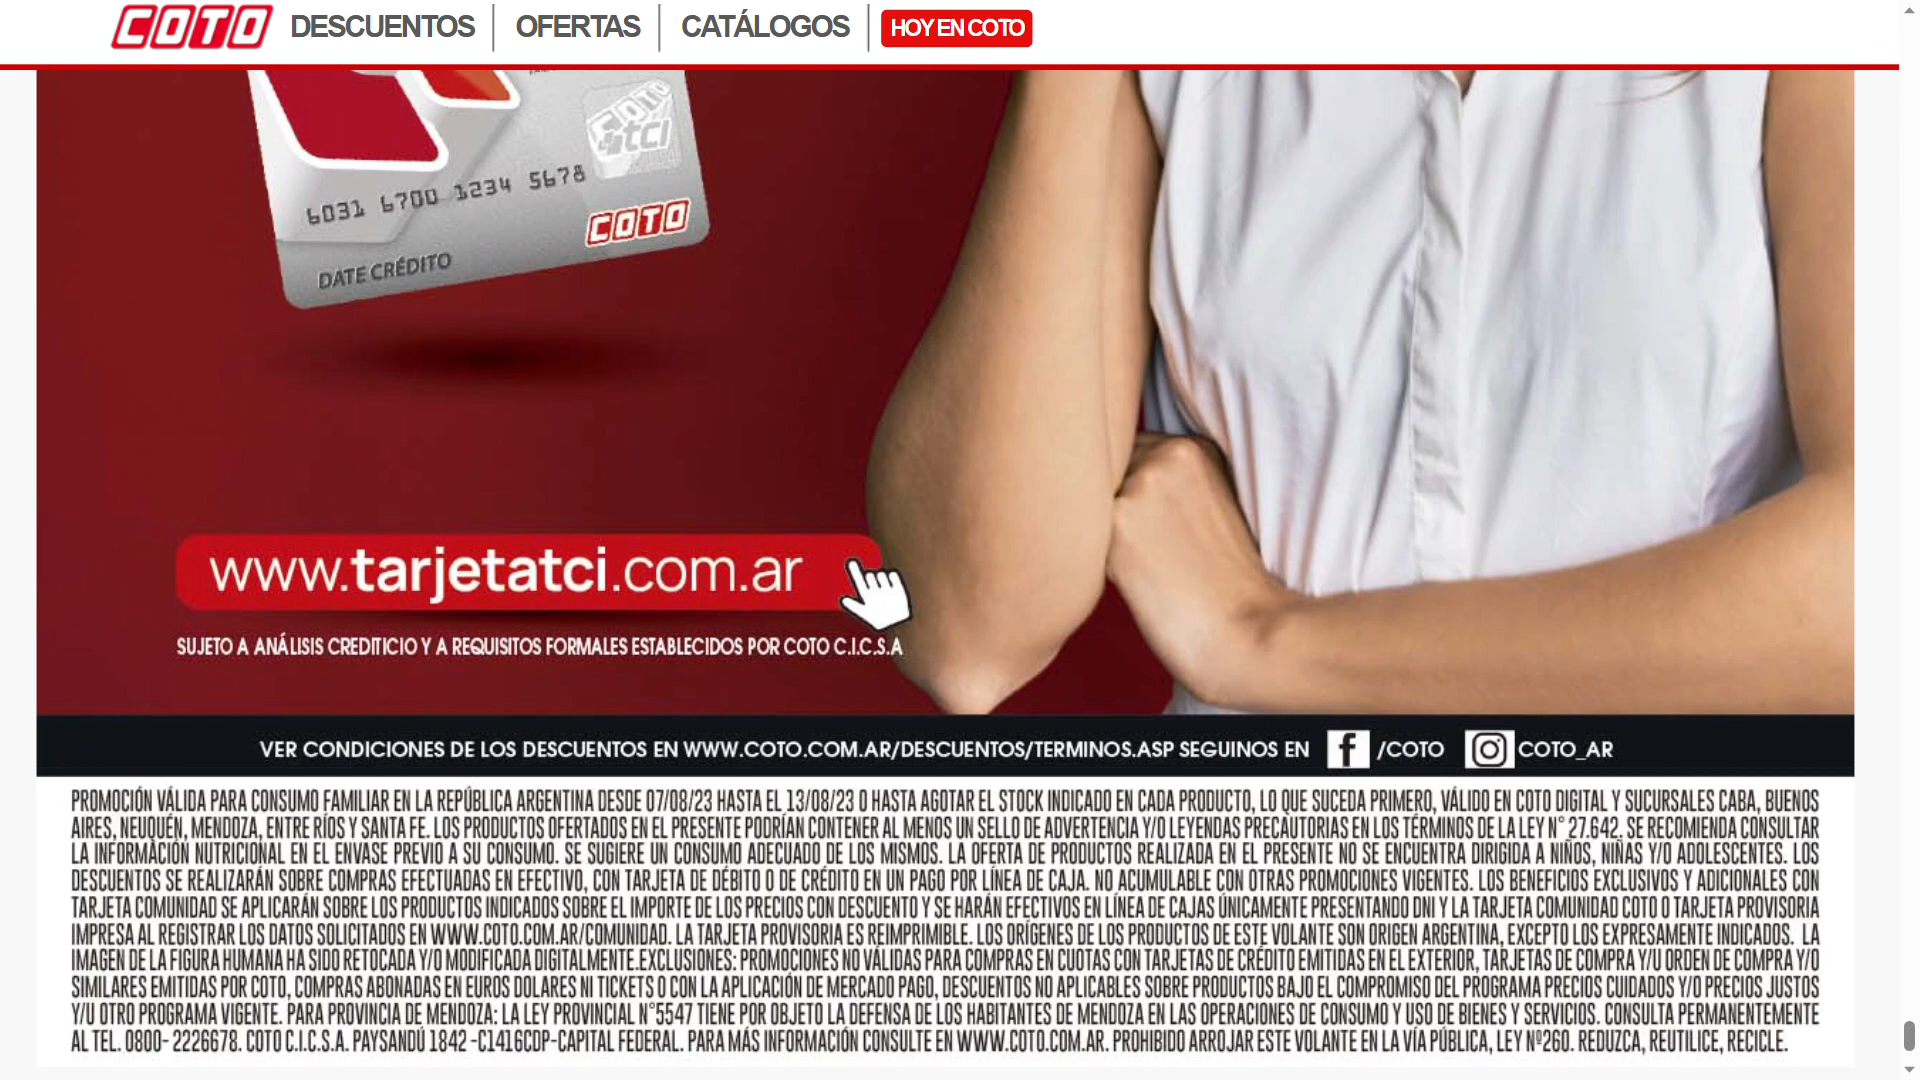 COTO DESCUENTOS OFERTAS CATÁLOGOS HOY EN COTO
COTO
tci
6031 6700 1234 5678
COTO
DATE CRÉDITO
www.tarjetatci.com.ar
SUJETO A ANÁLISIS CREDITICIO Y A REQUISITOS FORMALES ESTABLECIDOS POR COTO C.I.C.S.A
VER CONDICIONES DE LOS DESCUENTOS EN WWW.COTO.COM.AR/DESCUENTOS/TERMINOS.ASP SEGUINOS EN f /COTO COTO_AR
PROMOCIÓN VÁLIDA PARA CONSUMO FAMILIAR EN LA REPÚBLICA ARGENTINA DESDE 07/08/23 HASTA EL 13/08/23 O HASTA AGOTAR EL STOCK INDICADO EN CADA PRODUCTO, LO QUE SUCEDA PRIMERO, VÁLIDO EN COTO DIGITAL Y SUCURSALES CABA, BUENOS
AIRES, NEUQUÉN, MENDOZA, ENTRE RÍOS Y SANTA FE. LOS PRODUCTOS OFERTADOS EN EL PRESENTE PODRÍAN CONTENER AL MENOS UN SELLO DE ADVERTENCIA Y/O LEYENDAS PRECAUTORIAS EN LOS TÉRMINOS DE LA LEY N° 27.642. SE RECOMIENDA CONSULTAR
LA INFORMACIÓN NUTRICIONAL EN EL ENVASE PREVIO A SU CONSUMO. SE SUGIERE UN CONSUMO ADECUADO DE LOS MISMOS. LA OFERTA DE PRODUCTOS REALIZADA EN EL PRESENTE NO SE ENCUENTRA DIRIGIDA A NIÑOS, NIÑAS Y/O ADOLESCENTES. LOS
DESCUENTOS SE REALIZARÁN SOBRE COMPRAS EFECTUADAS EN EFECTIVO, CON TARJETA DE DÉBITO O DE CRÉDITO EN UN PAGO POR LÍNEA DE CAJA. NO ACUMULABLE CON OTRAS PROMOCIONES VIGENTES. LOS BENEFICIOS EXCLUSIVOS Y ADICIONALES CON
TARJETA COMUNIDAD SE APLICARÁN SOBRE LOS PRODUCTOS INDICADOS SOBRE EL IMPORTE DE LOS PRECIOS CON DESCUENTO Y SE HARÁN EFECTIVOS EN LÍNEA DE CAJAS ÚNICAMENTE PRESENTANDO DNI Y LA TARJETA COMUNIDAD COTO O TARJETA PROVISORIA
IMPRESA AL REGISTRAR LOS DATOS SOLICITADOS EN WWW.COTO.COM.AR/COMUNIDAD. LA TARJETA PROVISORIA ES REIMPRIMIBLE. LOS ORÍGENES DE LOS PRODUCTOS DE ESTE VOLANTE SON ORIGEN ARGENTINA, EXCEPTO LOS EXPRESAMENTE INDICADOS. LA
IMAGEN DE LA FIGURA HUMANA HA SIDO RETOCADA Y/O MODIFICADA DIGITALMENTE.EXCLUSIONES: PROMOCIONES NO VÁLIDAS PARA COMPRAS EN CUOTAS CON TARJETAS DE CRÉDITO EMITIDAS EN EL EXTERIOR, TARJETAS DE COMPRA Y/U ORDEN DE COMPRA Y/O
SIMILARES EMITIDAS POR COTO, COMPRAS ABONADAS EN EUROS DOLARES NI TICKETS O CON LA APLICACIÓN DE MERCADO PAGO, DESCUENTOS NO APLICABLES SOBRE PRODUCTOS BAJO EL COMPROMISO DEL PROGRAMA PRECIOS CUIDADOS Y/O PRECIOS JUSTOS
Y/U OTRO PROGRAMA VIGENTE. PARA PROVINCIA DE MENDOZA: LA LEY PROVINCIAL N°5547 TIENE POR OBJETO LA DEFENSA DE LOS HABITANTES DE MENDOZA EN LAS OPERACIONES DE CONSUMO Y USO DE BIENES Y SERVICIOS. CONSULTA PERMANENTEMENTE
AL TEL. 0800- 2226678. COTO C.I.C.S.A. PAYSANDÚ 1842 -C1416CDP-CAPITAL FEDERAL. PARA MÁS INFORMACIÓN CONSULTE EN WWW.COTO.COM.AR. PROHIBIDO ARROJAR ESTE VOLANTE EN LA VÍA PÚBLICA, LEY Nº260. REDUZCA, REUTILICE, RECICLE.